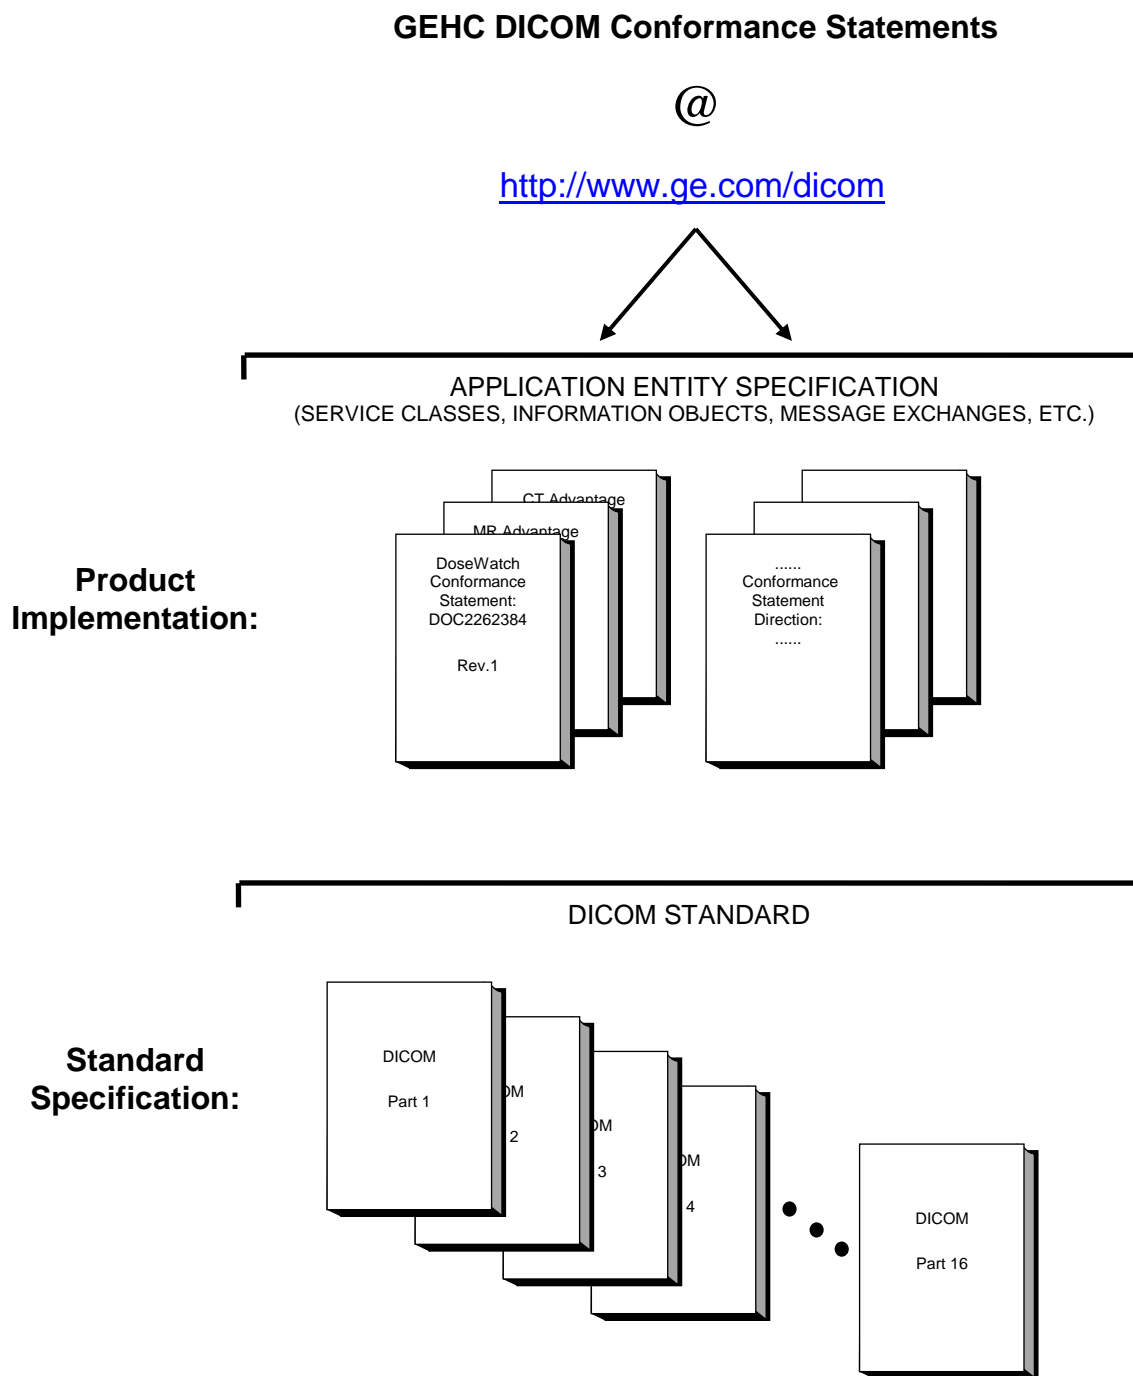 GEHC DICOM Conformance Statements
@
http://www.ge.com/dicom
APPLICATION ENTITY SPECIFICATION
(SERVICE CLASSES, INFORMATION OBJECTS, MESSAGE EXCHANGES, ETC.)
Product
Implementation:
CT Advantage
MR Advantage
DoseWatch
Conformance
Statement:
DOC2262384
Rev.1
......
Conformance
Statement
Direction:
......
DICOM STANDARD
Standard
Specification:
DICOM
Part 1
OM
2
OM
3
OM
4
DICOM
Part 16